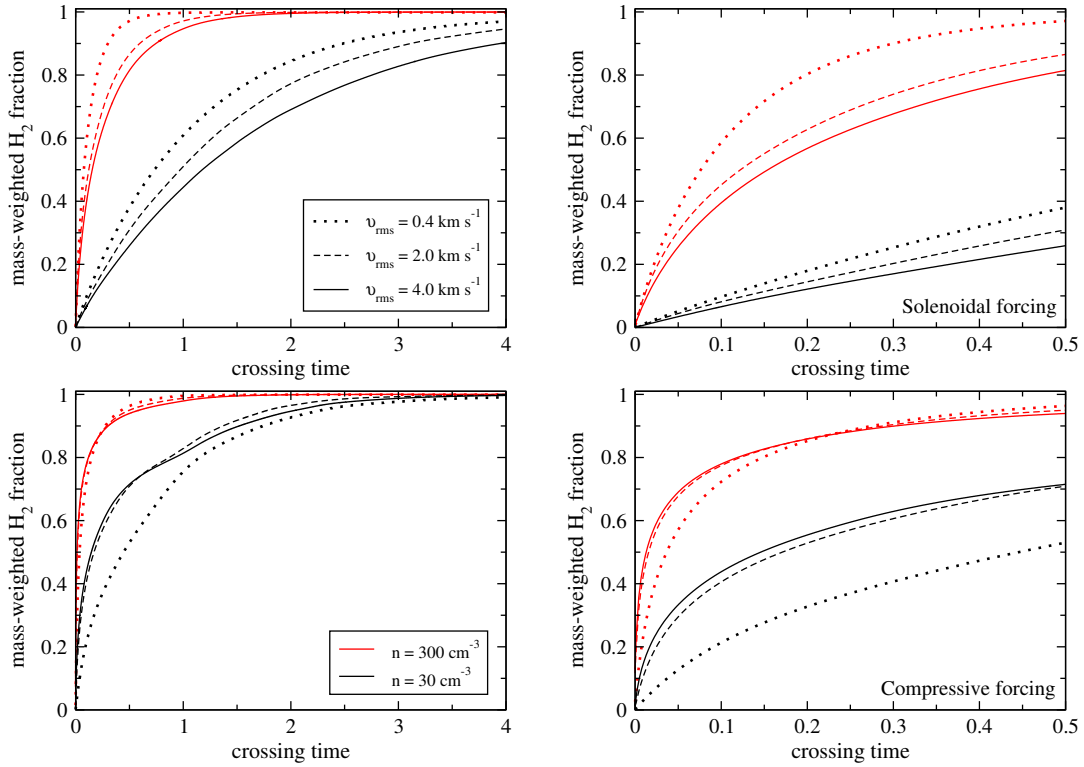 mass-weighted H₂ fraction
1
0.8
0.6
0.4
0.2
0
0 1 2 3 4
crossing time
υrms = 0.4 km s⁻¹
υrms = 2.0 km s⁻¹
υrms = 4.0 km s⁻¹
mass-weighted H₂ fraction
1
0.8
0.6
0.4
0.2
0
Solenoidal forcing
0 0.1 0.2 0.3 0.4 0.5
crossing time
mass-weighted H₂ fraction
1
0.8
0.6
0.4
0.2
0
n = 300 cm⁻³
n = 30 cm⁻³
0 1 2 3 4
crossing time
mass-weighted H₂ fraction
1
0.8
0.6
0.4
0.2
0
Compressive forcing
0 0.1 0.2 0.3 0.4 0.5
crossing time